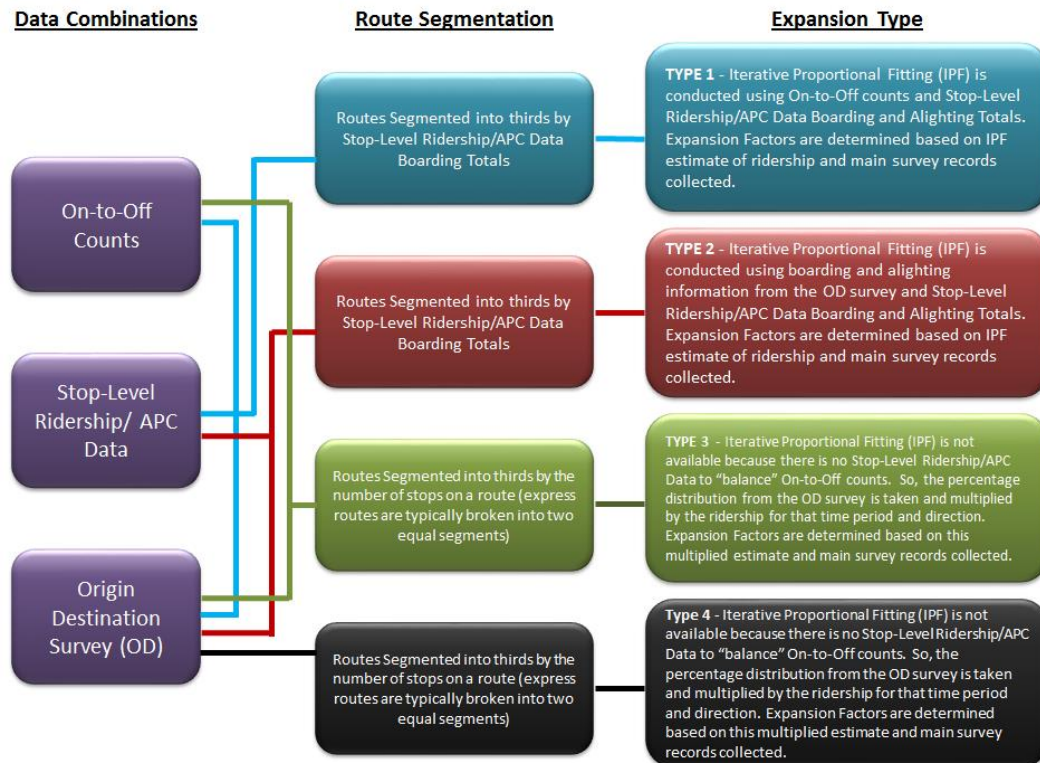 Data Combinations
Route Segmentation
Expansion Type
On-to-Off
Counts
Stop-Level
Ridership/ APC
Data
Origin
Destination
Survey (OD)
Routes Segmented into thirds by
Stop-Level Ridership/APC Data
Boarding Totals
Routes Segmented into thirds by
Stop-Level Ridership/APC Data
Boarding Totals
Routes Segmented into thirds by the
number of stops on a route (express
routes are typically broken into two
equal segments)
Routes Segmented into thirds by the
number of stops on a route (express
routes are typically broken into two
equal segments)
TYPE 1 - Iterative Proportional Fitting (IPF) is
conducted using On-to-Off counts and Stop-Level
Ridership/APC Data Boarding and Alighting Totals.
Expansion Factors are determined based on IPF
estimate of ridership and main survey records
collected.
TYPE 2 - Iterative Proportional Fitting (IPF) is
conducted using boarding and alighting
information from the OD survey and Stop-Level
Ridership/APC Data Boarding and Alighting Totals.
Expansion Factors are determined based on IPF
estimate of ridership and main survey records
collected.
TYPE 3 - Iterative Proportional Fitting (IPF) is not
available because there is no Stop-Level Ridership/APC
Data to “balance” On-to-Off counts. So, the percentage
distribution from the OD survey is taken and multiplied
by the ridership for that time period and direction.
Expansion Factors are determined based on this
multiplied estimate and main survey records collected.
Type 4 - Iterative Proportional Fitting (IPF) is not
available because there is no Stop-Level Ridership/APC
Data to “balance” On-to-Off counts. So, the
percentage distribution from the OD survey is taken
and multiplied by the ridership for that time period
and direction. Expansion Factors are determined
based on this multiplied estimate and main survey
records collected.